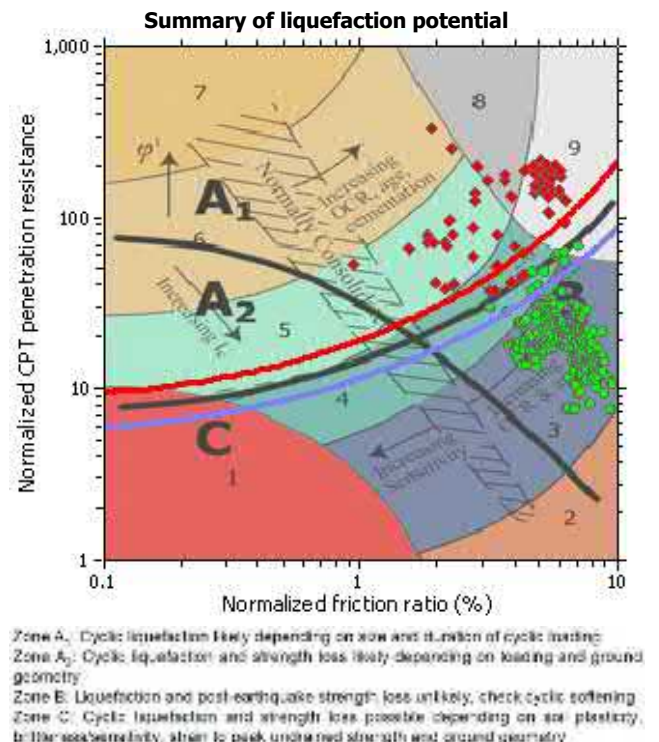 Summary of liquefaction potential
1,000
7
8
9
φ'
Increasing
OCR, age,
cementation
Normally Consolid
A1
100
6
A2
Increasing Ic
5
B
Normalized CPT penetration resistance
10
4
3
C
Increasing
Sensitivity
1
2
1
0.1
1
10
Normalized friction ratio (%)
Zone A1: Cyclic liquefaction likely depending on size and duration of cyclic loading
Zone A2: Cyclic liquefaction and strength loss likely depending on loading and ground
geometry
Zone B: Liquefaction and post-earthquake strength loss unlikely, check cyclic softening
Zone C: Cyclic liquefaction and strength loss possible depending on soil plasticity,
brittleness/sensitivity, strain to peak undrained strength and ground geometry